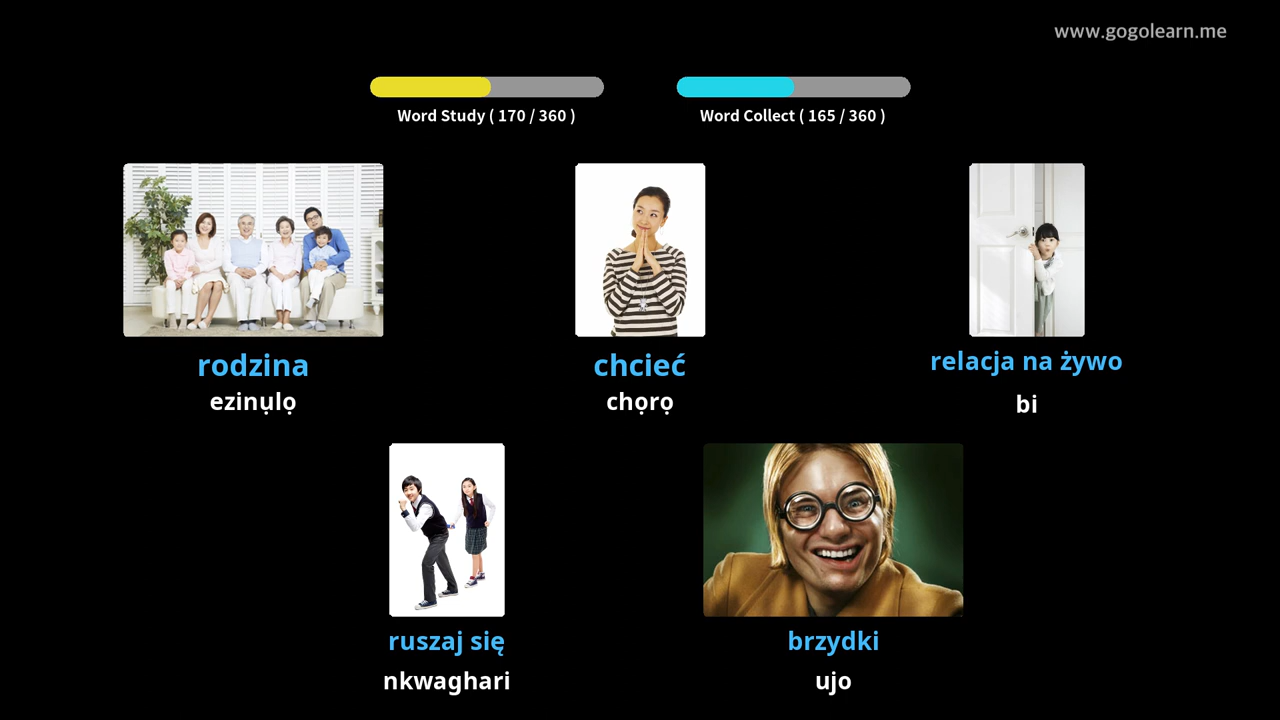 www.gogolearn.me
Word Study ( 170 / 360 )
Word Collect ( 165 / 360 )
rodzina
ezinụlọ
chcieć
chọrọ
relacja na żywo
bi
ruszaj się
nkwaghari
brzydki
ujo